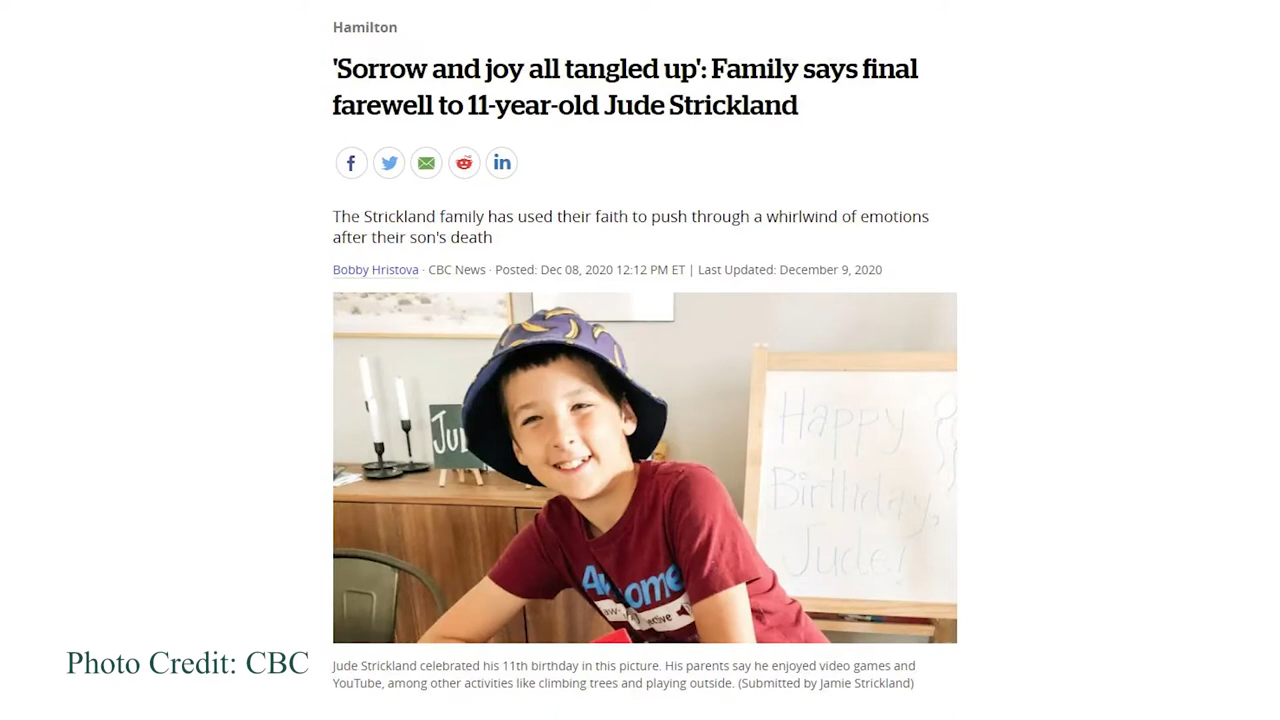 Hamilton
'Sorrow and joy all tangled up': Family says final
farewell to 11-year-old Jude Strickland
The Strickland family has used their faith to push through a whirlwind of emotions
after their son's death
Bobby Hristova · CBC News · Posted: Dec 08, 2020 12:12 PM ET | Last Updated: December 9, 2020
Happy
Birthday,
Jude!
Photo Credit: CBC
Jude Strickland celebrated his 11th birthday in this picture. His parents say he enjoyed video games and
YouTube, among other activities like climbing trees and playing outside. (Submitted by Jamie Strickland)